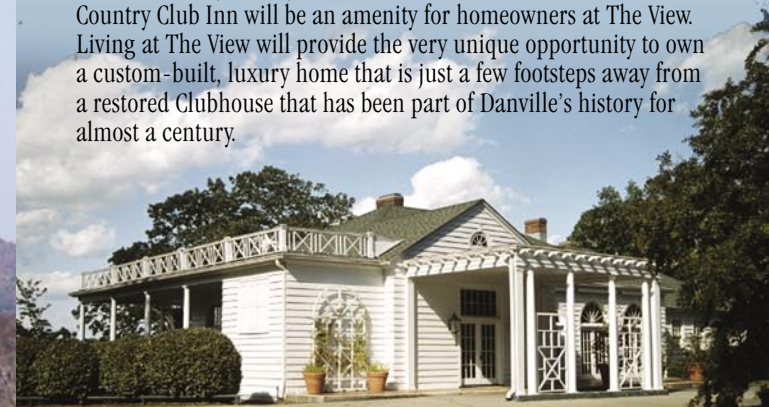 Country Club Inn will be an amenity for homeowners at The View.
Living at The View will provide the very unique opportunity to own
a custom-built, luxury home that is just a few footsteps away from
a restored Clubhouse that has been part of Danville’s history for
almost a century.